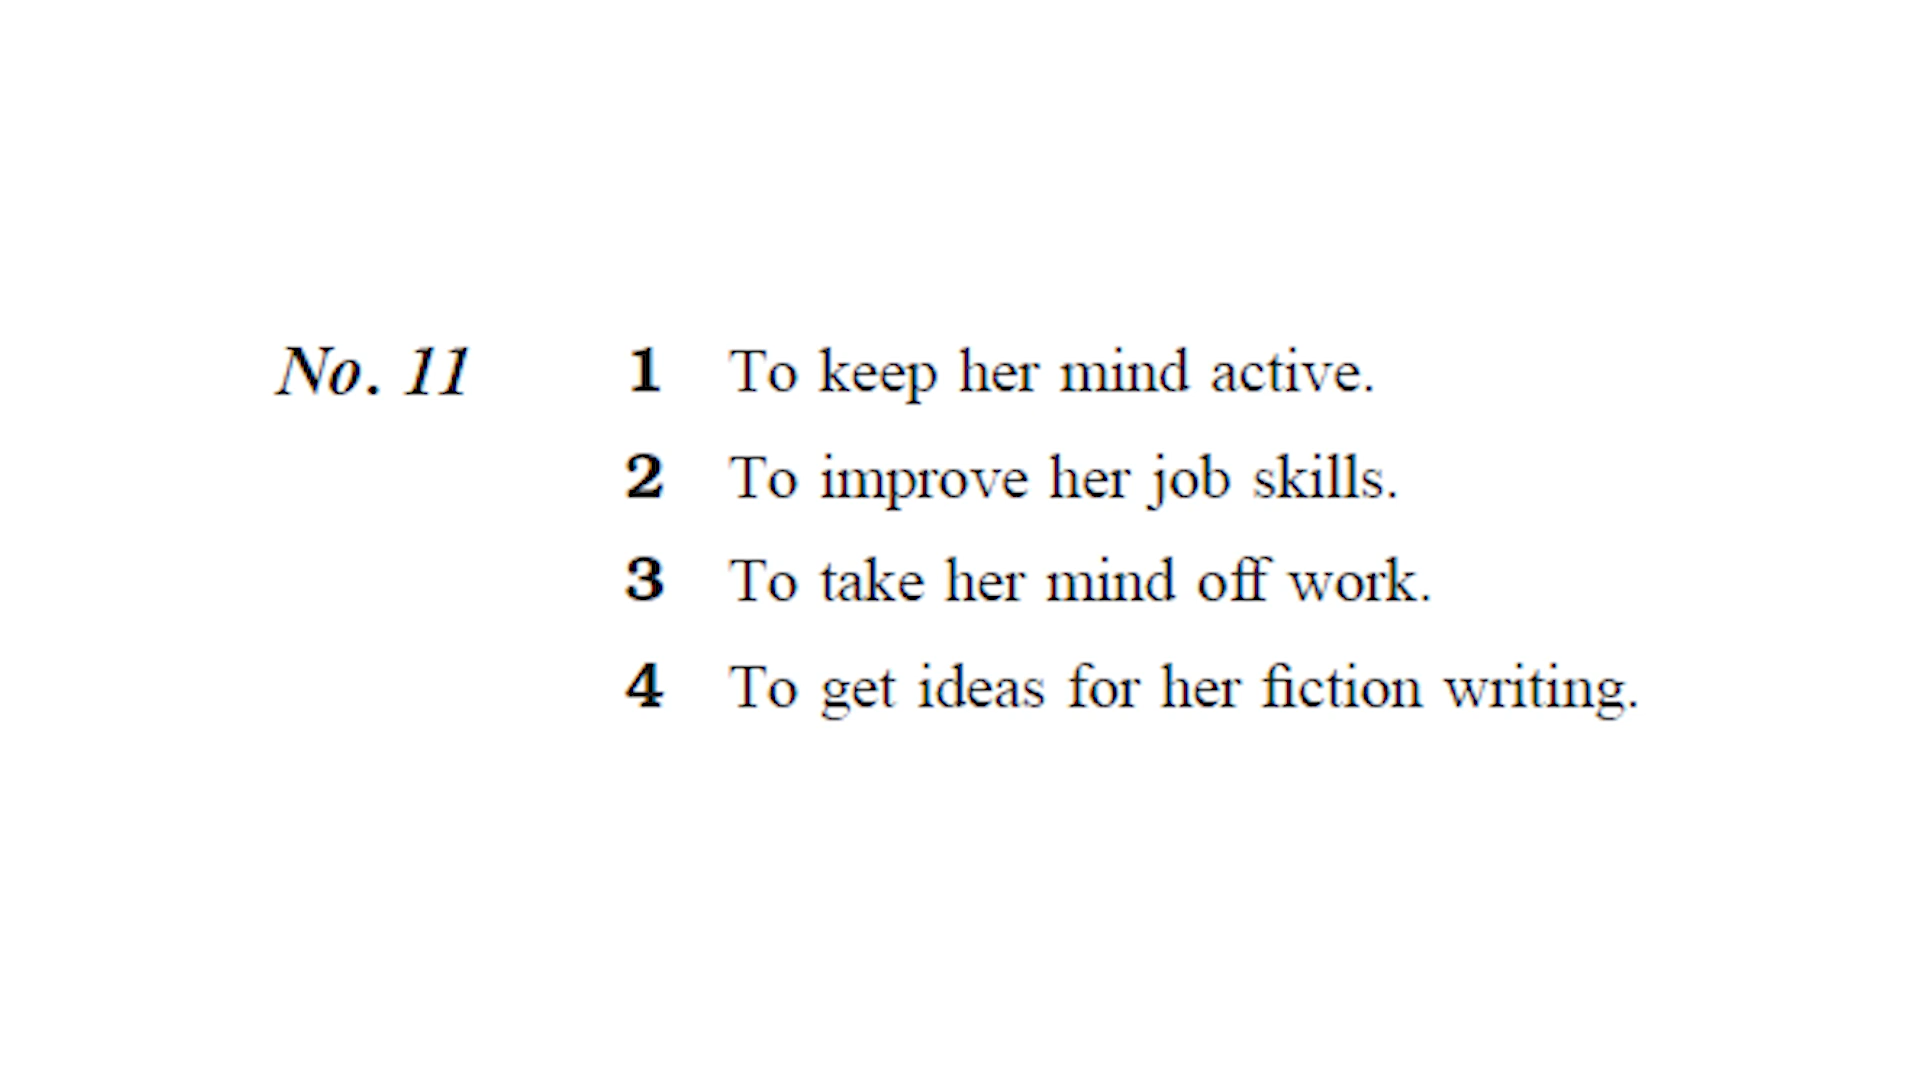 No. 11 1 To keep her mind active.
2 To improve her job skills.
3 To take her mind off work.
4 To get ideas for her fiction writing.